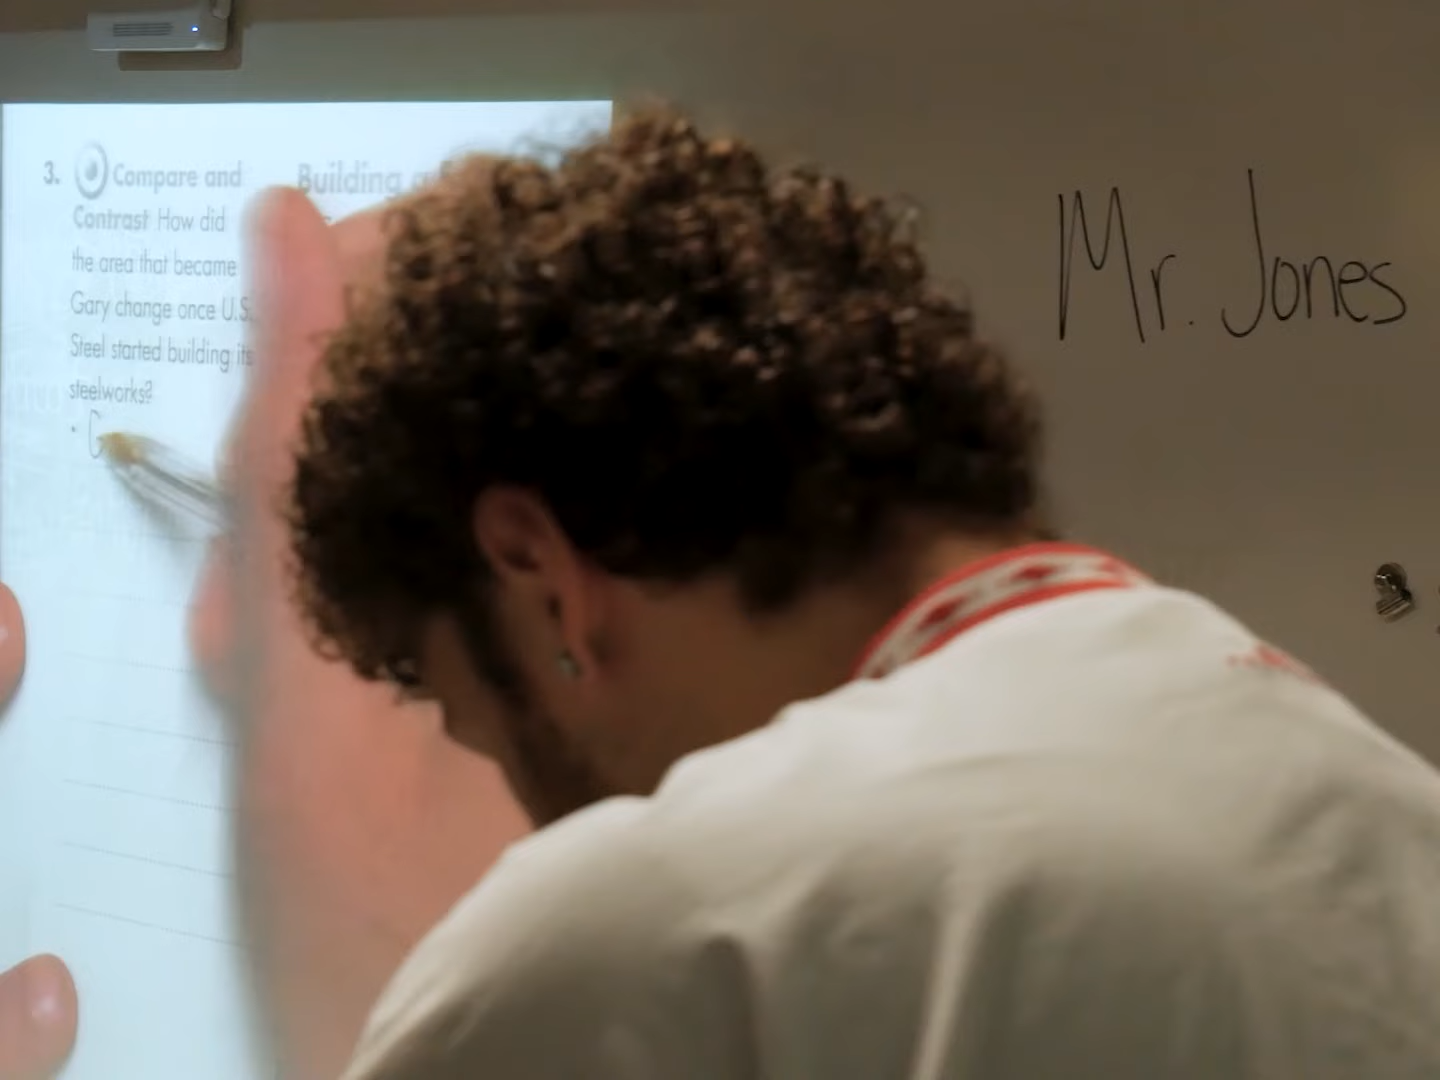 3. Compare and
Contrast How did
the area that became
Gary change once U.S.
Steel started building its
steelworks?
Building
Mr. Jones